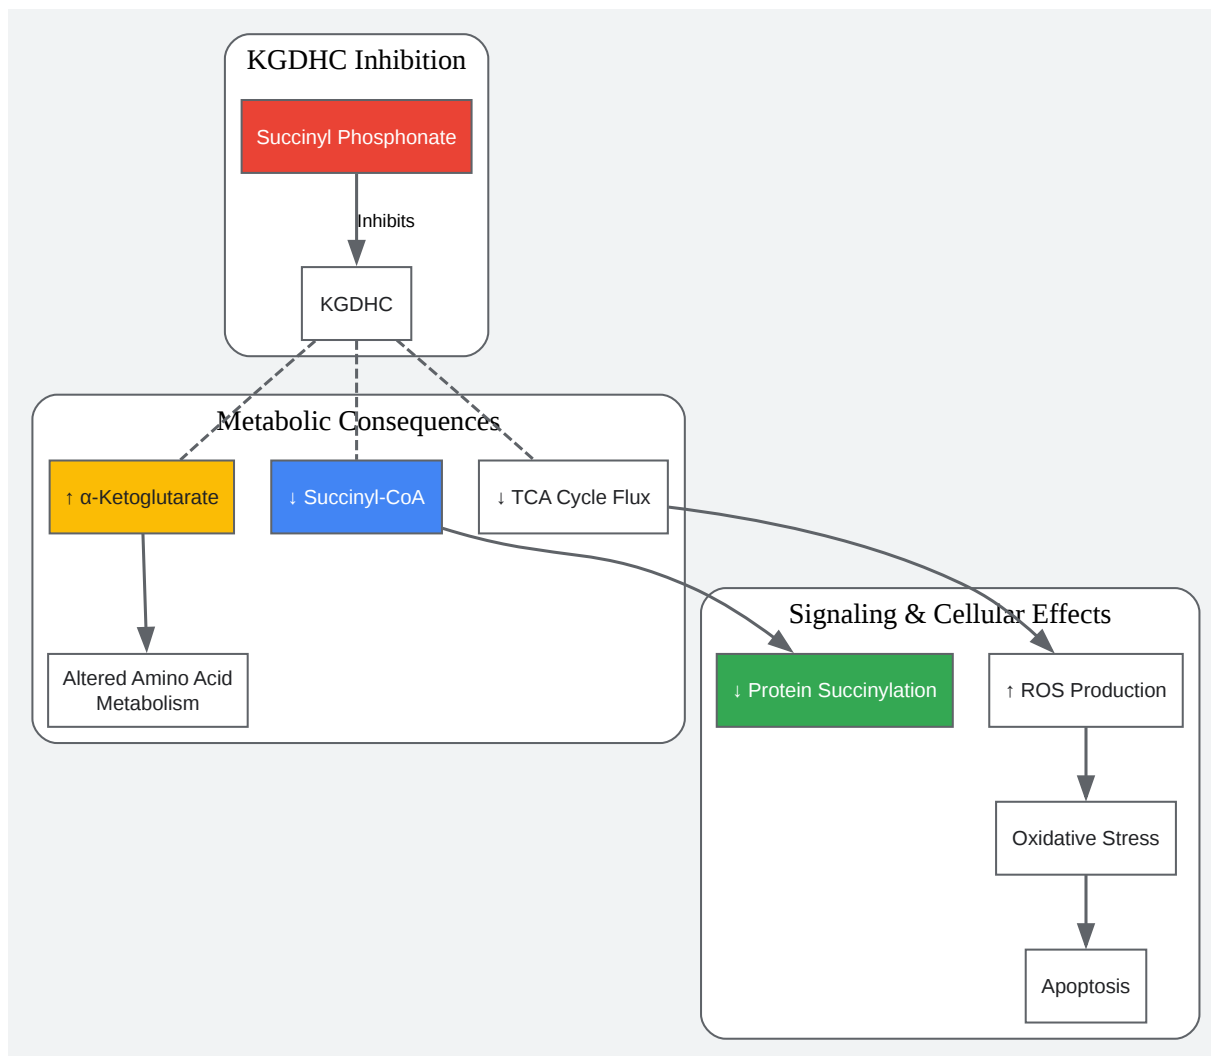 KGDHC Inhibition
Succinyl Phosphonate
Inhibits
KGDHC
Metabolic Consequences
↑ α-Ketoglutarate
↓ Succinyl-CoA
↓ TCA Cycle Flux
Altered Amino Acid
Metabolism
Signaling & Cellular Effects
↓ Protein Succinylation
↑ ROS Production
Oxidative Stress
Apoptosis